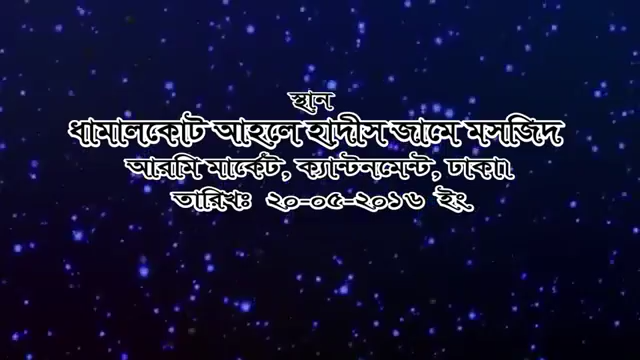 স্থান
ধামালকোট আহলে হাদীস জামে মসজিদ
আরমি মার্কেট, ক্যান্টনমেন্ট, ঢাকা।
তারিখঃ ২০-০৫-২০১৬ ইং